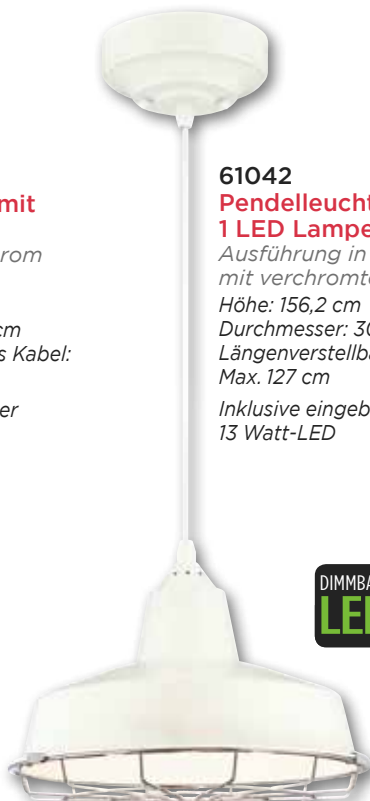 mit
rom
cm
s Kabel:
er
61042
Pendelleucht
1 LED Lampe
Ausführung in
mit verchromte
Höhe: 156,2 cm
Durchmesser: 30
Längenverstellba
Max. 127 cm
Inklusive eingeb
13 Watt-LED
DIMMBA
LE